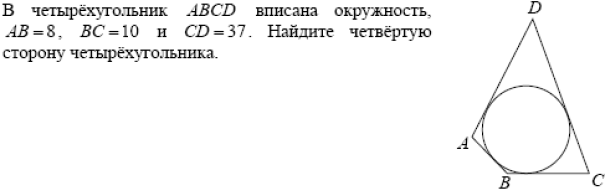 В четырёхугольник ABCD вписана окружность,
AB=8, BC=10 и CD=37. Найдите четвёртую
сторону четырёхугольника.
D
A
B
C